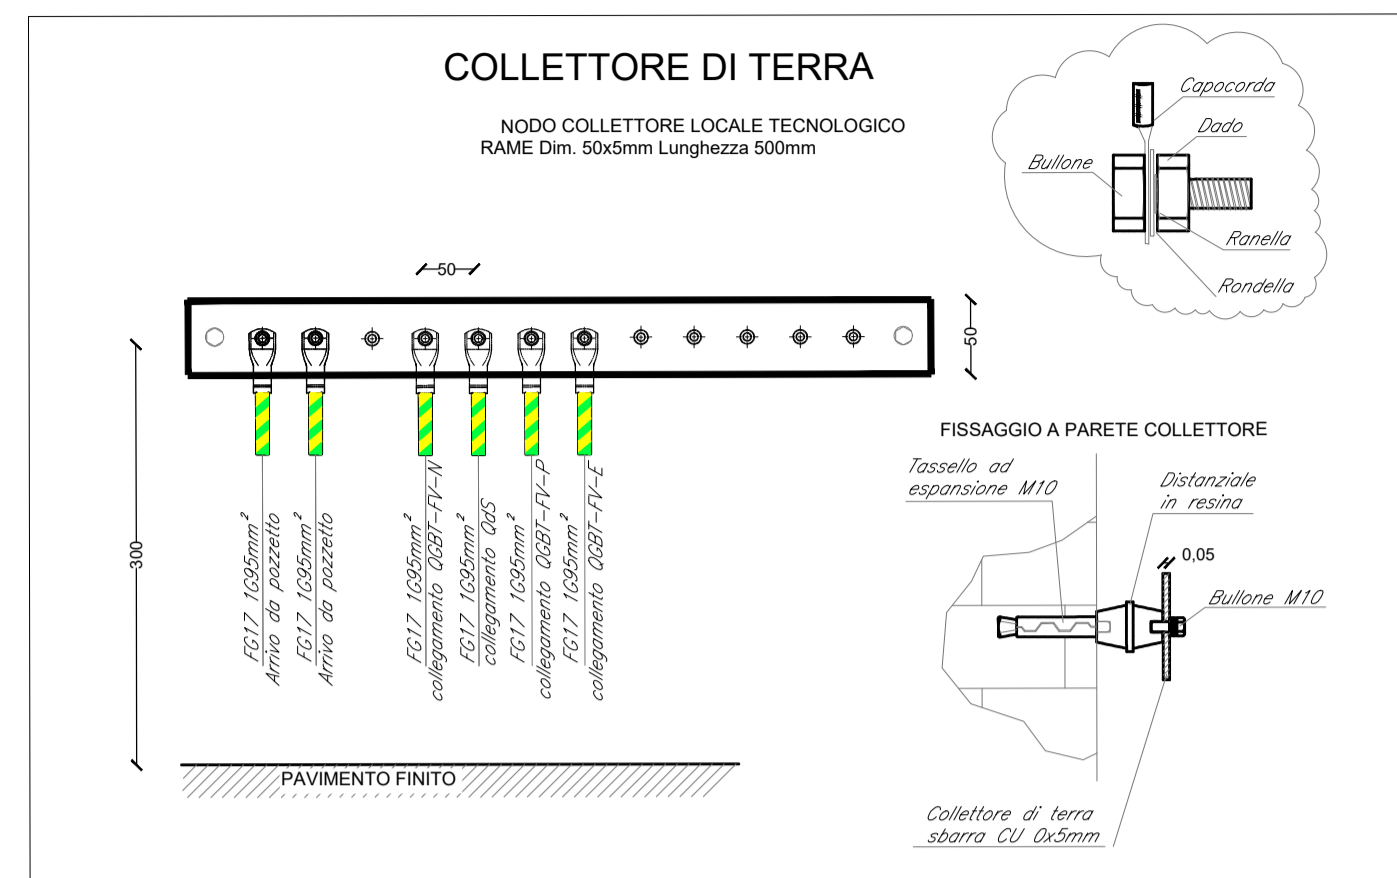 COLLETTORE DI TERRA
NODO COLLETTORE LOCALE TECNOLOGICO
RAME Dim. 50x5mm Lunghezza 500mm
Capocorda
Dado
Bullone
Ranella
Rondella
50
50
300
FG17 1G95mm²
Arrivo da pozzetto
FG17 1G95mm²
Arrivo da pozzetto
FG17 1G95mm²
collegamento QGBT-FV-N
FG17 1G95mm²
collegamento QdS
FG17 1G95mm²
collegamento QGBT-FV-P
FG17 1G95mm²
collegamento QGBT-FV-E
PAVIMENTO FINITO
FISSAGGIO A PARETE COLLETTORE
Tassello ad
espansione M10
Distanziale
in resina
0,05
Bullone M10
Collettore di terra
sbarra CU 0x5mm